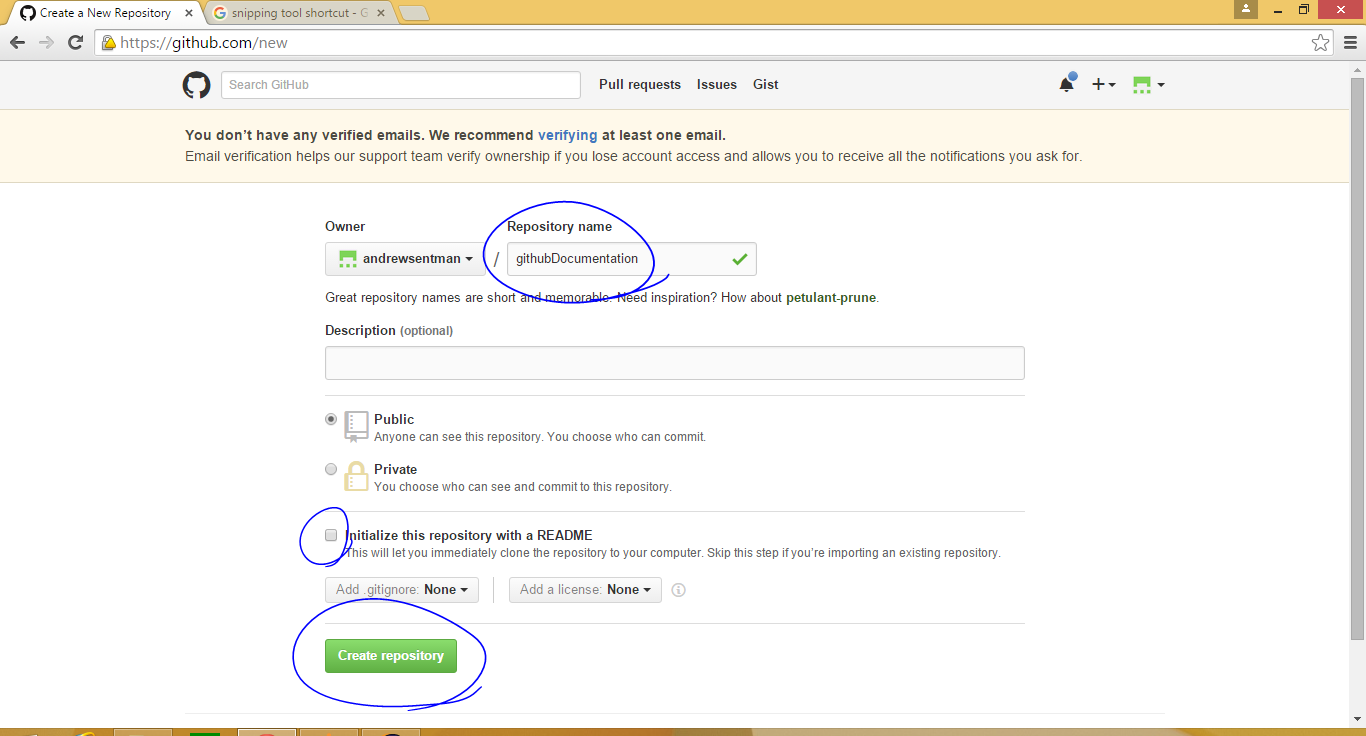 Create a New Repository
snipping tool shortcut - G
https://github.com/new
Search GitHub
Pull requests Issues Gist
You don't have any verified emails. We recommend verifying at least one email.
Email verification helps our support team verify ownership if you lose account access and allows you to receive all the notifications you ask for.
Owner Repository name
andrewsentman / githubDocumentation
Great repository names are short and memorable. Need inspiration? How about petulant-prune.
Description (optional)
Public
Anyone can see this repository. You choose who can commit.
Private
You choose who can see and commit to this repository.
Initialize this repository with a README
This will let you immediately clone the repository to your computer. Skip this step if you're importing an existing repository.
Add .gitignore: None Add a license: None
Create repository